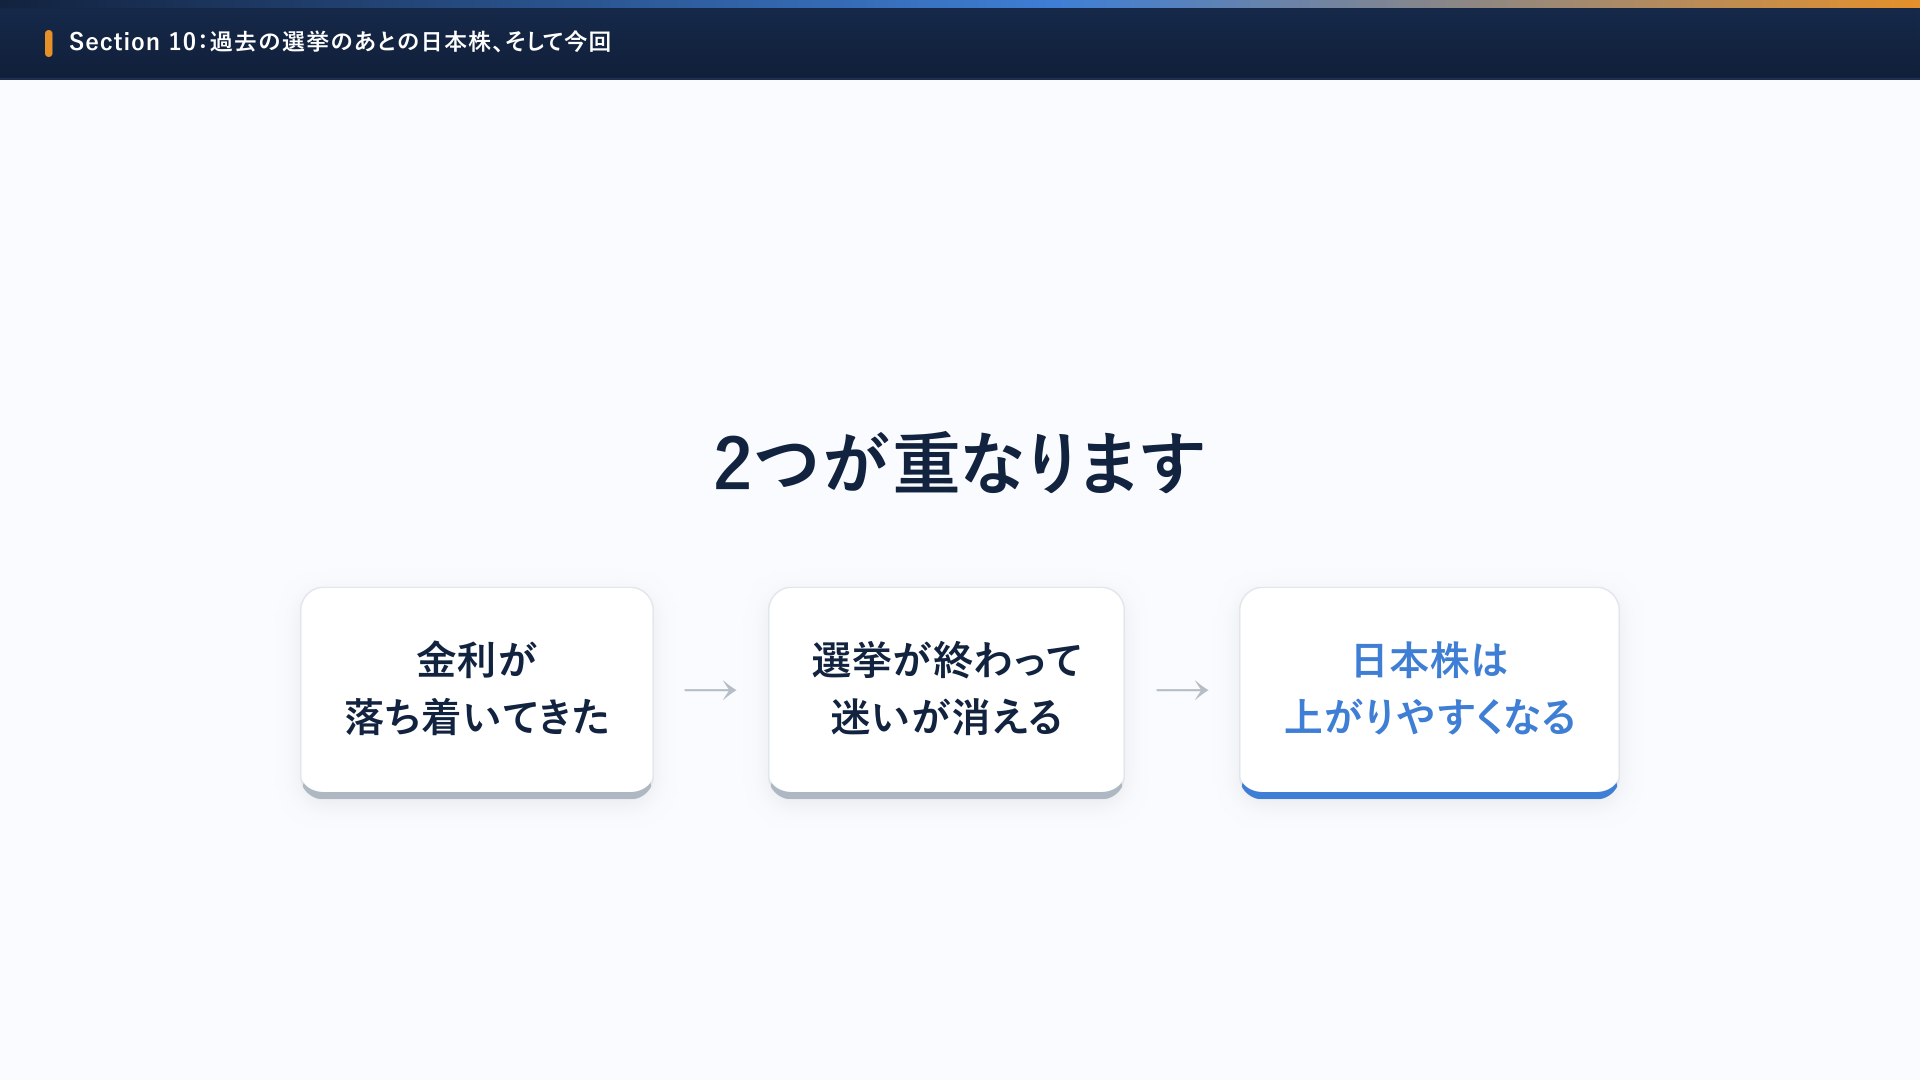 Section 10：過去の選挙のあとの日本株、そして今回
2つが重なります
金利が
落ち着いてきた
→
選挙が終わって
迷いが消える
→
日本株は
上がりやすくなる